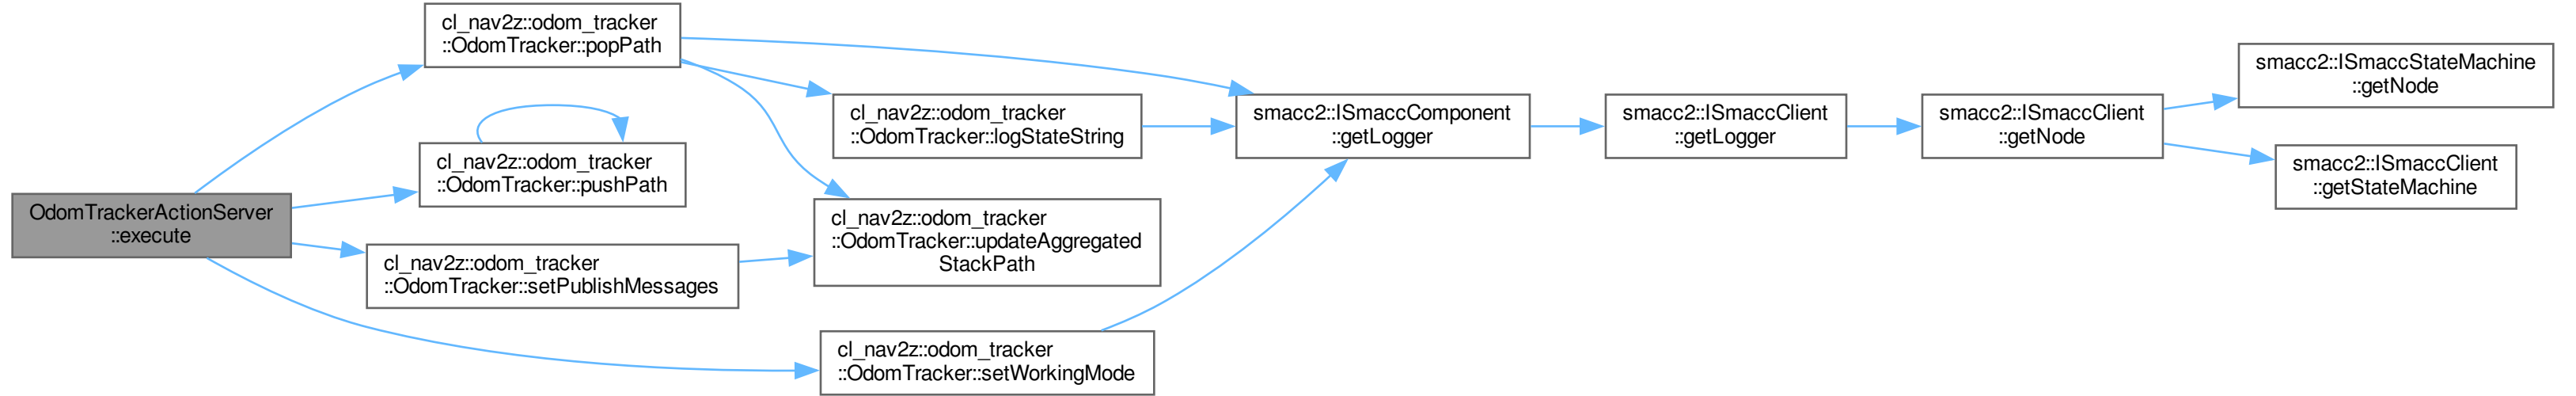 OdomTrackerActionServer
::execute
cl_nav2z::odom_tracker
::OdomTracker::popPath
cl_nav2z::odom_tracker
::OdomTracker::pushPath
cl_nav2z::odom_tracker
::OdomTracker::setPublishMessages
cl_nav2z::odom_tracker
::OdomTracker::logStateString
cl_nav2z::odom_tracker
::OdomTracker::updateAggregated
StackPath
cl_nav2z::odom_tracker
::OdomTracker::setWorkingMode
smacc2::ISmaccComponent
::getLogger
smacc2::ISmaccClient
::getLogger
smacc2::ISmaccClient
::getNode
smacc2::ISmaccStateMachine
::getNode
smacc2::ISmaccClient
::getStateMachine